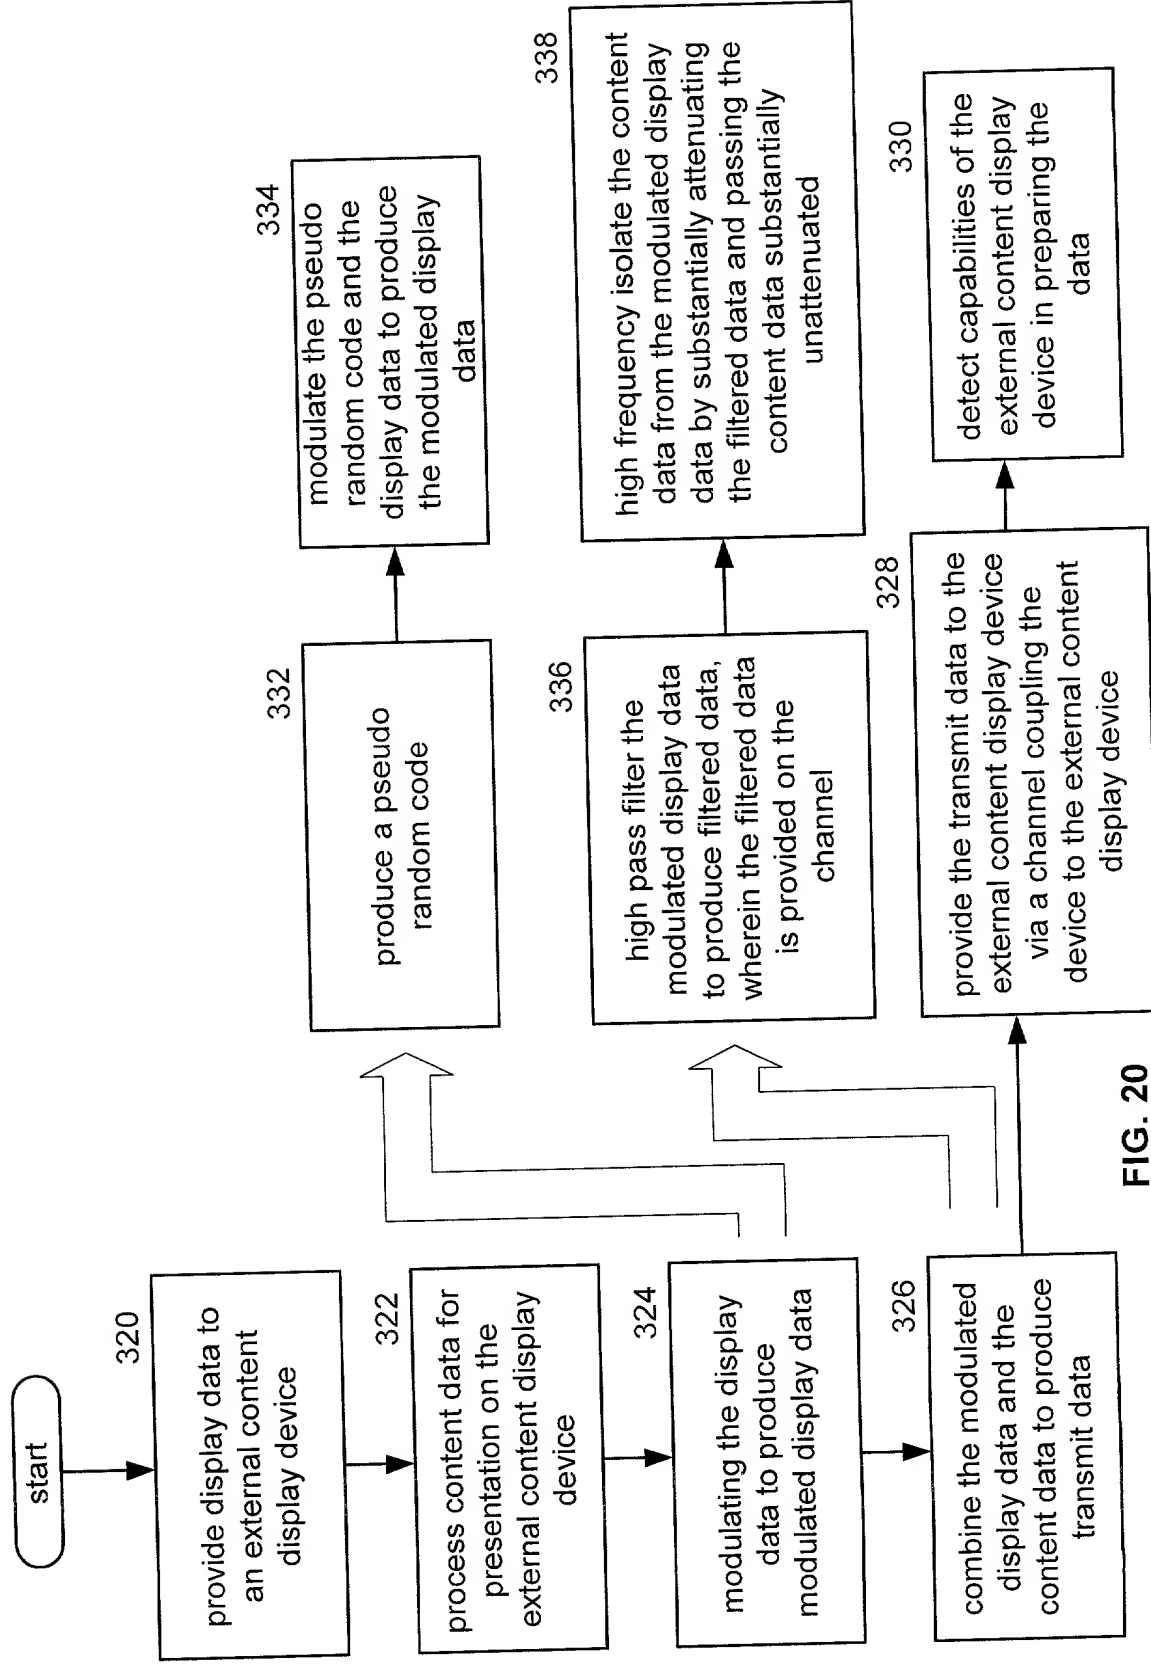 start
320
provide display data to
an external content
display device
322
process content data for
presentation on the
external content display
device
324
modulating the display
data to produce
modulated display data
326
combine the modulated
display data and the
content data to produce
transmit data
332
produce a pseudo
random code
334
modulate the pseudo
random code and the
display data to produce
the modulated display
data
336
high pass filter the
modulated display data
to produce filtered data,
wherein the filtered data
is provided on the
channel
338
high frequency isolate the content
data from the modulated display
data by substantially attenuating
the filtered data and passing the
content data substantially
unattenuated
328
provide the transmit data to the
external content display device
via a channel coupling the
device to the external content
display device
330
detect capabilities of the
external content display
device in preparing the
data
FIG. 20